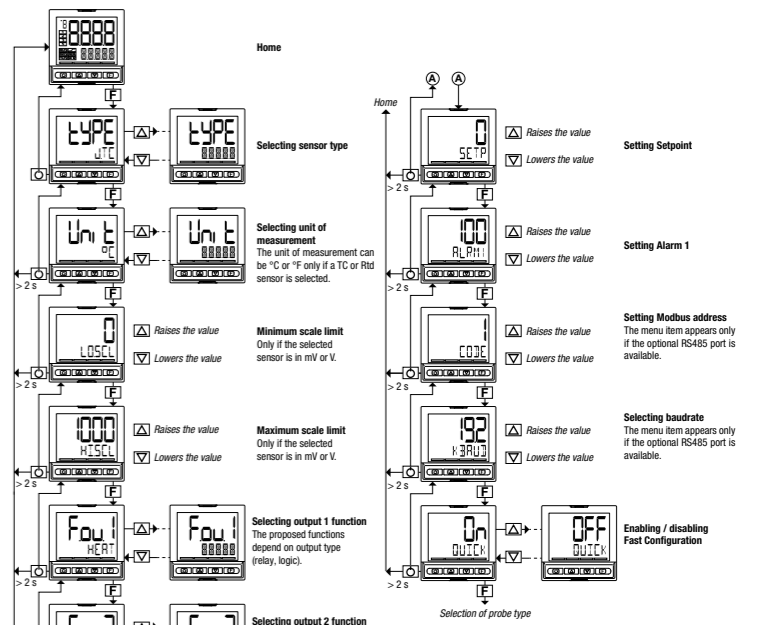 8888
Home
F
tYPE
J.TC
tYPE
88888
Selecting sensor type
F
Unit
°C
Unit
88888
> 2 s
Selecting unit of
measurement
The unit of measurement can
be °C or °F only if a TC or Rtd
sensor is selected.
F
0
LOSCL
Raises the value
Lowers the value
> 2 s
Minimum scale limit
Only if the selected
sensor is in mV or V.
F
1000
HISCL
Raises the value
Lowers the value
> 2 s
Maximum scale limit
Only if the selected
sensor is in mV or V.
F
Fou.1
HEAT
Fou.1
88888
> 2 s
Selecting output 1 function
The proposed functions
depend on output type
(relay, logic).
F
Selecting output 2 function
A A
Home
0
SETP
Raises the value
Lowers the value
> 2 s
Setting Setpoint
F
100
ALRM1
Raises the value
Lowers the value
> 2 s
Setting Alarm 1
F
1
CODE
Raises the value
Lowers the value
> 2 s
Setting Modbus address
The menu item appears only
if the optional RS485 port is
available.
F
19.2
KBAUD
Raises the value
Lowers the value
> 2 s
Selecting baudrate
The menu item appears only
if the optional RS485 port is
available.
F
On
QUICK
OFF
QUICK
> 2 s
Enabling / disabling
Fast Configuration
F
Selection of probe type